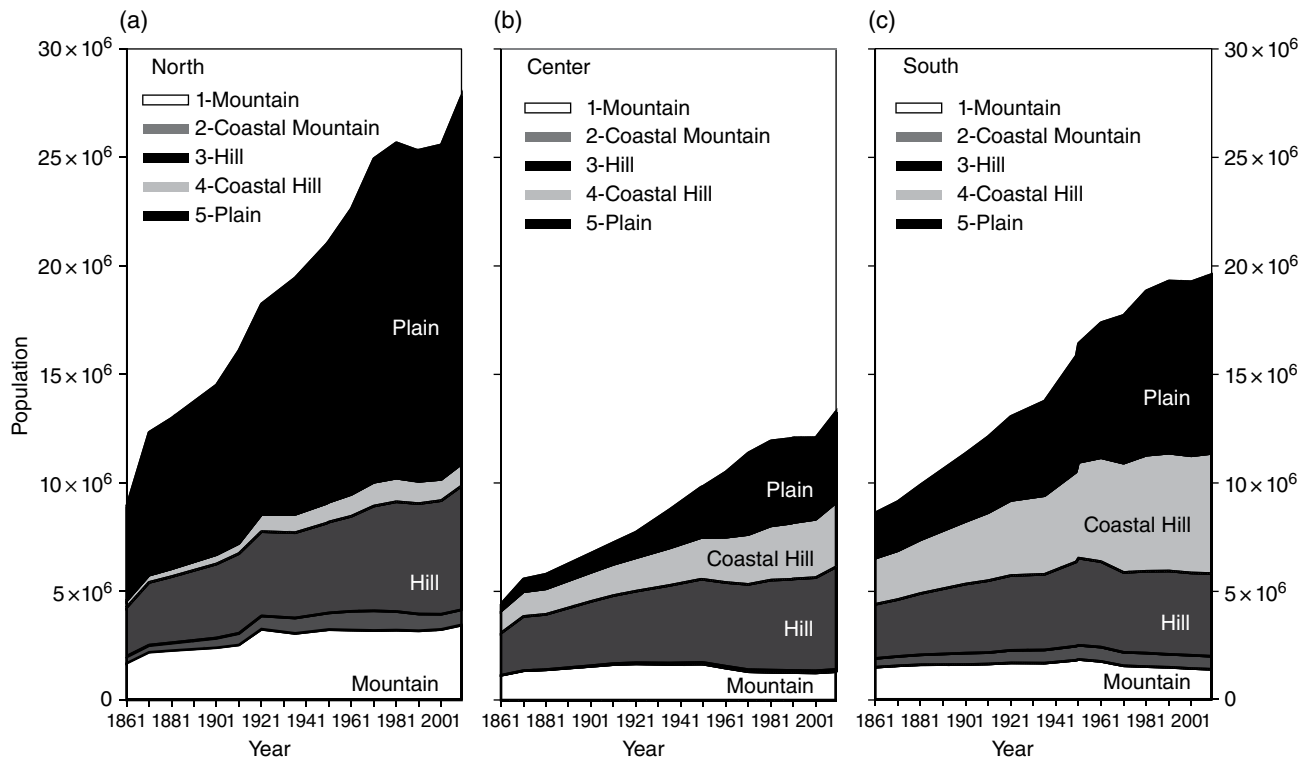 (a)
North
1-Mountain
2-Coastal Mountain
3-Hill
4-Coastal Hill
5-Plain
Plain
Hill
Mountain
30 × 10⁶
25 × 10⁶
20 × 10⁶
15 × 10⁶
10 × 10⁶
5 × 10⁶
0
Population
1861 1881 1901 1921 1941 1961 1981 2001
Year
(b)
Center
1-Mountain
2-Coastal Mountain
3-Hill
4-Coastal Hill
5-Plain
Plain
Coastal Hill
Hill
Mountain
1861 1881 1901 1921 1941 1961 1981 2001
Year
(c)
South
1-Mountain
2-Coastal Mountain
3-Hill
4-Coastal Hill
5-Plain
Plain
Coastal Hill
Hill
Mountain
30 × 10⁶
25 × 10⁶
20 × 10⁶
15 × 10⁶
10 × 10⁶
5 × 10⁶
0
1861 1881 1901 1921 1941 1961 1981 2001
Year